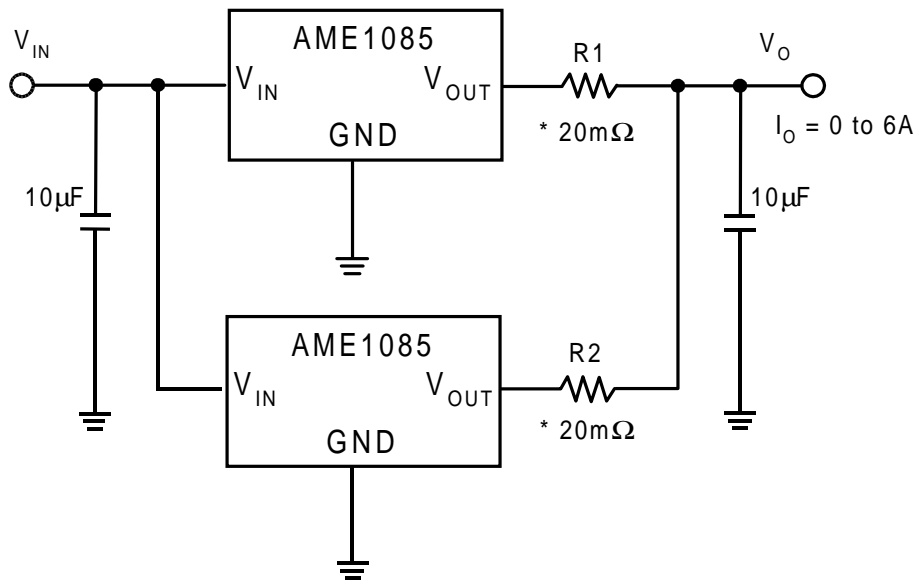 V_IN
AME1085
V_IN
V_OUT
GND
R1
* 20mΩ
V_O
I_O = 0 to 6A
10μF
10μF
AME1085
V_IN
V_OUT
GND
R2
* 20mΩ